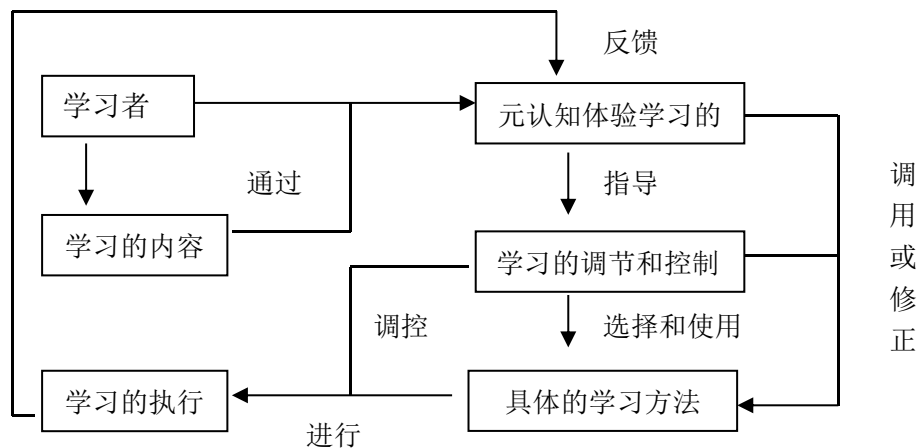 反馈
学习者
元认知体验学习的
通过
指导
学习的内容
学习的调节和控制
调控
选择和使用
学习的执行
具体的学习方法
进行
调
用
或
修
正